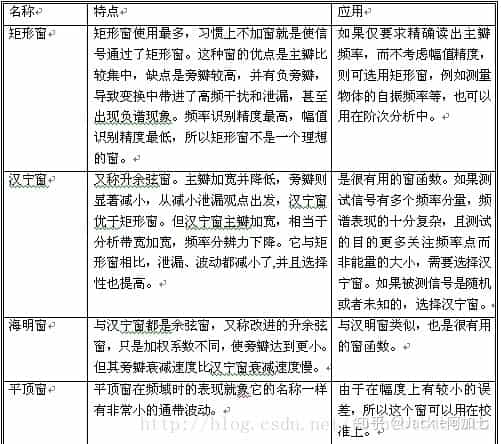 名称 特点 应用
矩形窗 矩形窗使用最多，习惯上不加窗就是使信 如果仅要求精确读出主瓣
号通过了矩形窗。这种窗的优点是主瓣比 频率，而不考虑幅值精度，
较集中，缺点是旁瓣较高，并有负旁瓣， 则可选用矩形窗，例如测量
导致变换中带进了高频干扰和泄漏，甚至 物体的自振频率等，也可以
出现负谱现象。频率识别精度最高，幅值 用在阶次分析中。
识别精度最低，所以矩形窗不是一个理想
的窗。
汉宁窗 又称升余弦窗。主瓣加宽并降低，旁瓣则 是很有用的窗函数。如果测
显著减小，从减小泄漏观点出发，汉宁窗 试信号有多个频率分量，频
优于矩形窗。但汉宁窗主瓣加宽，相当于 谱表现的十分复杂，且测试
分析带宽加宽，频率分辨力下降。它与矩 的目的更多关注频率点而
形窗相比，泄漏、波动都减小了,并且选择 非能量的大小，需要选择汉
性也提高。 宁窗。如果被测信号是随机
或者未知的，选择汉宁窗。
海明窗 与汉宁窗都是余弦窗，又称改进的升余弦 与汉明窗类似，也是很有用
窗，只是加权系数不同，使旁瓣达到更小。 的窗函数。
但其旁瓣衰减速度比汉宁窗衰减速度慢。
平顶窗 平顶窗在频域时的表现就象它的名称一样 由于在幅度上有较小的误
有非常小的通带波动。 差，所以这个窗可以用在校
准上。
http://blog.csdn.net
知乎 @Jackie阿加七